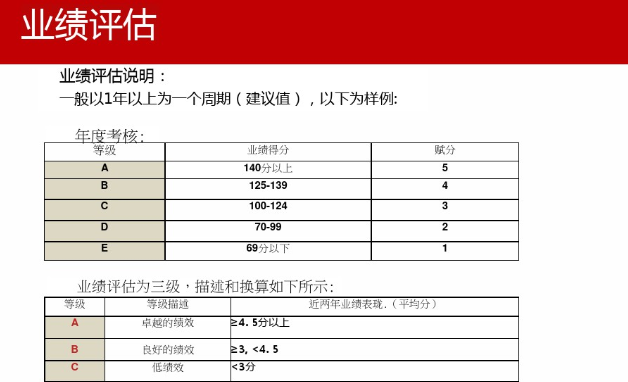 业绩评估
业绩评估说明：
一般以1年以上为一个周期（建议值），以下为样例:
年度考核:
等级 业绩得分 赋分
A 140分以上 5
B 125-139 4
C 100-124 3
D 70-99 2
E 69分以下 1
业绩评估为三级，描述和换算如下所示:
等级 等级描述 近两年业绩表现.（平均分）
A 卓越的绩效 ≥4. 5分以上
B 良好的绩效 ≥3, <4. 5
C 低绩效 <3分